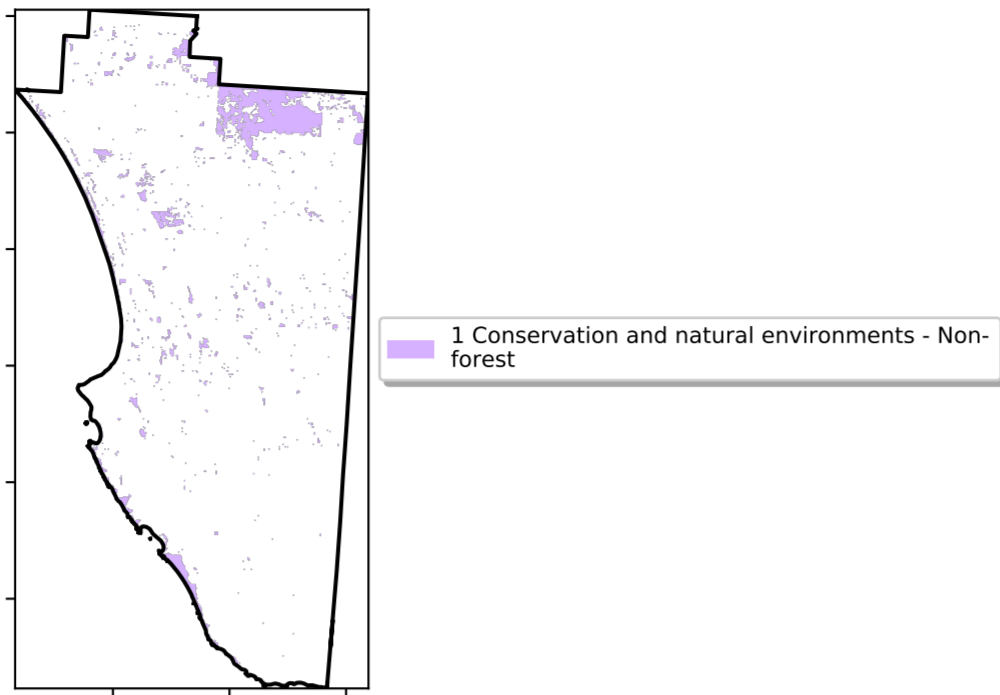 1 Conservation and natural environments - Non-
forest